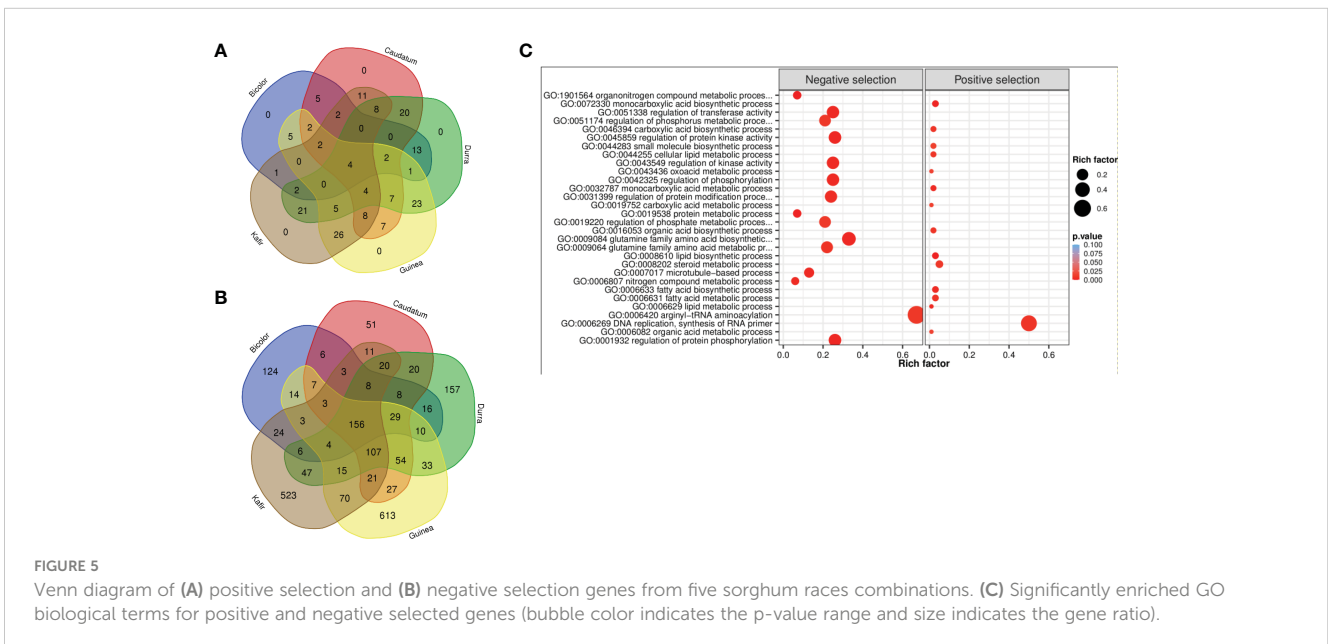 A
Caudatum
Bicolor
Durra
Kafir
Guinea
0
5
11
8
20
0
0
2
2
5
2
0
0
13
0
4
2
1
1
2
0
4
7
23
21
5
8
7
0
26
0
B
Caudatum
Bicolor
Durra
Kafir
Guinea
51
6
11
20
20
124
157
3
7
14
3
8
8
16
3
156
29
10
24
6
4
107
54
33
47
15
21
27
523
70
613
C
Negative selection
Positive selection
GO:1901564 organonitrogen compound metabolic proces...
GO:0072330 monocarboxylic acid biosynthetic process
GO:0051338 regulation of transferase activity
GO:0051174 regulation of phosphorus metabolic proce...
GO:0046394 carboxylic acid biosynthetic process
GO:0045859 regulation of protein kinase activity
GO:0044283 small molecule biosynthetic process
GO:0044255 cellular lipid metabolic process
GO:0043549 regulation of kinase activity
GO:0043436 oxoacid metabolic process
GO:0042325 regulation of phosphorylation
GO:0032787 monocarboxylic acid metabolic process
GO:0031399 regulation of protein modification proce...
GO:0019752 carboxylic acid metabolic process
GO:0019538 protein metabolic process
GO:0019220 regulation of phosphate metabolic process
GO:0016053 organic acid biosynthetic process
GO:0009084 glutamine family amino acid biosynthetic...
GO:0009064 glutamine family amino acid metabolic pr...
GO:0008610 lipid biosynthetic process
GO:0008202 steroid metabolic process
GO:0007017 microtubule−based process
GO:0006807 nitrogen compound metabolic process
GO:0006633 fatty acid biosynthetic process
GO:0006631 fatty acid metabolic process
GO:0006629 lipid metabolic process
GO:0006420 arginyl−tRNA aminoacylation
GO:0006269 DNA replication, synthesis of RNA primer
GO:0006082 organic acid metabolic process
GO:0001932 regulation of protein phosphorylation
0.0 0.2 0.4 0.6 0.0 0.2 0.4 0.6
Rich factor
Rich factor
0.2
0.4
0.6
p.value
0.100
0.075
0.050
0.025
0.000
FIGURE 5
Venn diagram of (A) positive selection and (B) negative selection genes from five sorghum races combinations. (C) Significantly enriched GO
biological terms for positive and negative selected genes (bubble color indicates the p-value range and size indicates the gene ratio).